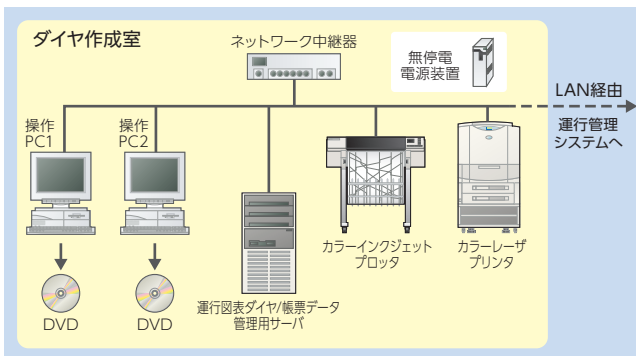 ダイヤ作成室
ネットワーク中継器
無停電
電源装置
LAN経由
運行管理
システムへ
操作
PC1
操作
PC2
カラーインクジェット
プロッタ
カラーレーザ
プリンタ
DVD
DVD
運行図表ダイヤ/帳票データ
管理用サーバ